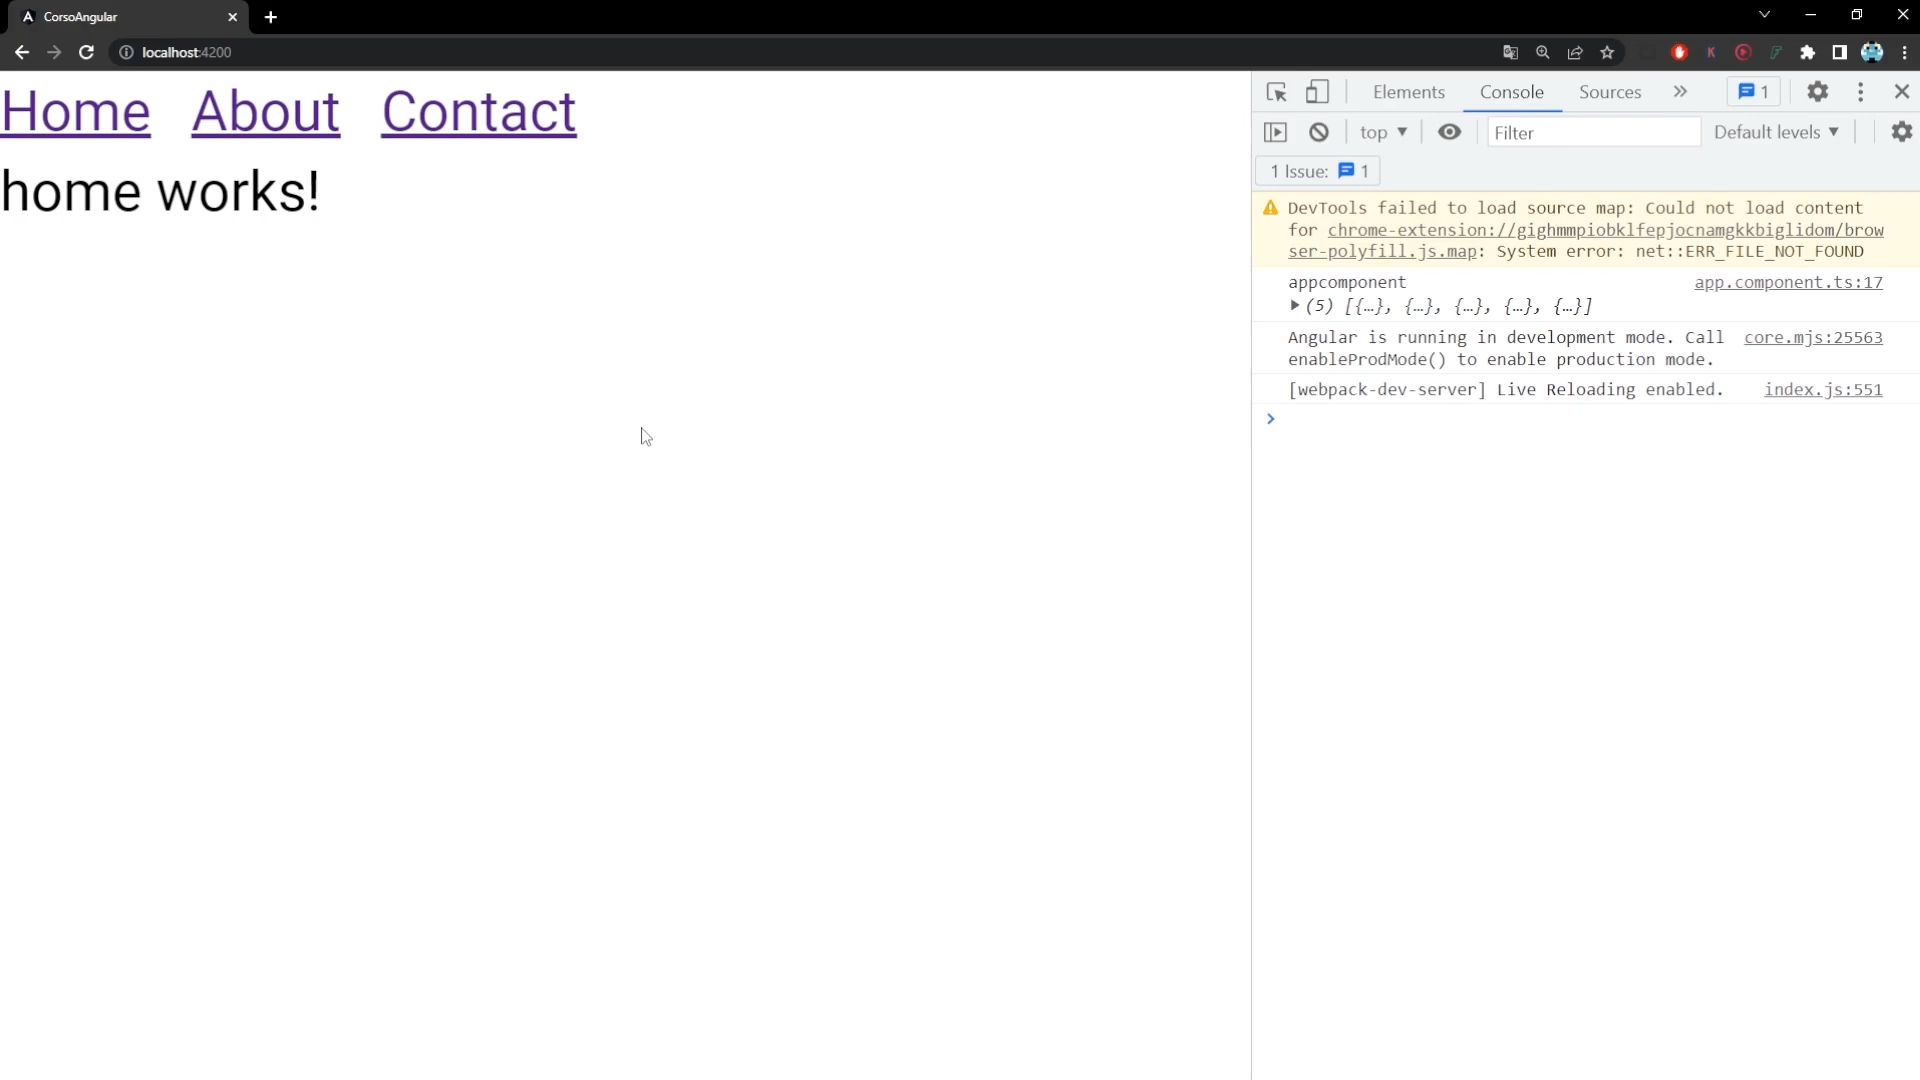 CorsoAngular
localhost:4200
Home About Contact
home works!
Elements Console Sources 1
top Filter Default levels
1 Issue: 1
DevTools failed to load source map: Could not load content
for chrome-extension://gighmmpiobklfepjocnamgkkbiglidom/brow
ser-polyfill.js.map: System error: net::ERR_FILE_NOT_FOUND
appcomponent app.component.ts:17
(5) [{…}, {…}, {…}, {…}, {…}]
Angular is running in development mode. Call core.mjs:25563
enableProdMode() to enable production mode.
[webpack-dev-server] Live Reloading enabled. index.js:551